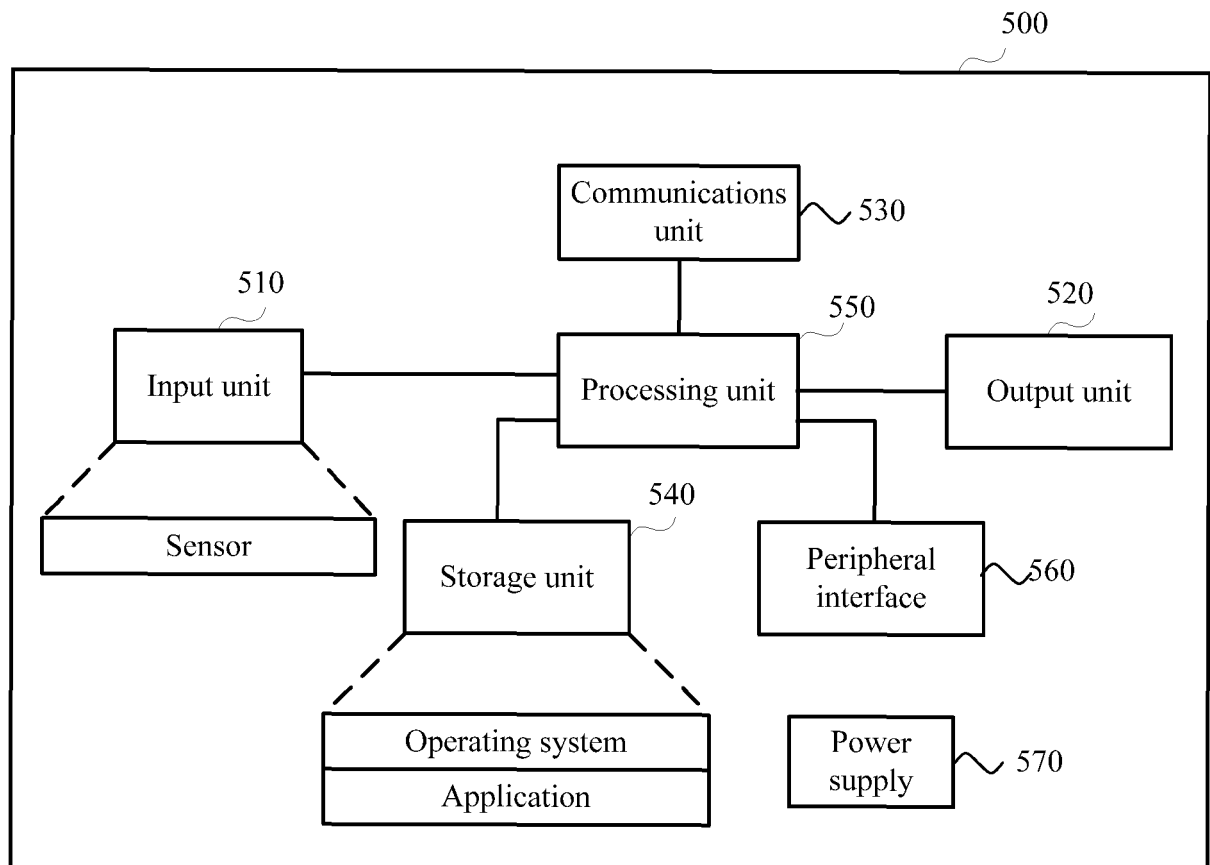 500
Communications
unit
530
510
550
520
Input unit
Processing unit
Output unit
540
Sensor
Storage unit
Peripheral
interface
560
Operating system
Application
Power
supply
570